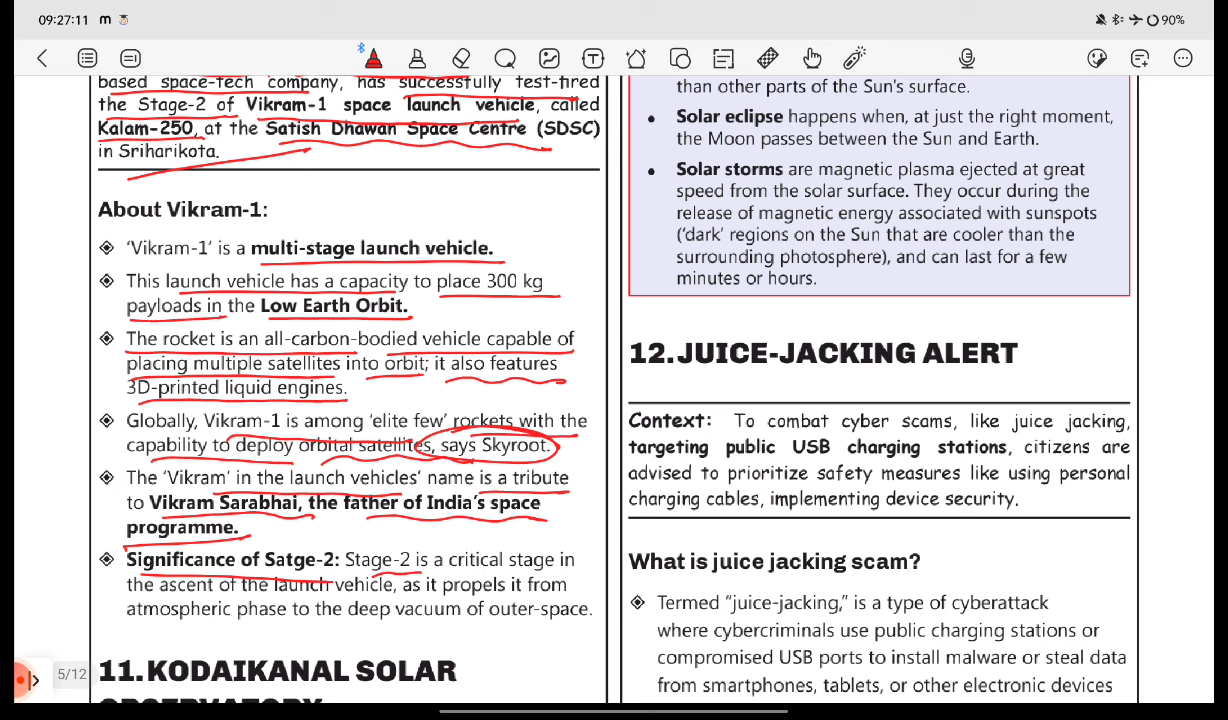 09:27:11 m
90%
based space-tech company, has successfully test-fired
the Stage-2 of Vikram-1 space launch vehicle, called
Kalam-250, at the Satish Dhawan Space Centre (SDSC)
in Sriharikota.
About Vikram-1:
'Vikram-1' is a multi-stage launch vehicle.
This launch vehicle has a capacity to place 300 kg
payloads in the Low Earth Orbit.
The rocket is an all-carbon-bodied vehicle capable of
placing multiple satellites into orbit; it also features
3D-printed liquid engines.
Globally, Vikram-1 is among 'elite few' rockets with the
capability to deploy orbital satellites, says Skyroot.
The 'Vikram' in the launch vehicles' name is a tribute
to Vikram Sarabhai, the father of India's space
programme.
Significance of Satge-2: Stage-2 is a critical stage in
the ascent of the launch vehicle, as it propels it from
atmospheric phase to the deep vacuum of outer-space.
5/12
11. KODAIKANAL SOLAR
OBSERVATORY
than other parts of the Sun's surface.
• Solar eclipse happens when, at just the right moment,
the Moon passes between the Sun and Earth.
• Solar storms are magnetic plasma ejected at great
speed from the solar surface. They occur during the
release of magnetic energy associated with sunspots
('dark' regions on the Sun that are cooler than the
surrounding photosphere), and can last for a few
minutes or hours.
12. JUICE-JACKING ALERT
Context: To combat cyber scams, like juice jacking,
targeting public USB charging stations, citizens are
advised to prioritize safety measures like using personal
charging cables, implementing device security.
What is juice jacking scam?
Termed "juice-jacking," is a type of cyberattack
where cybercriminals use public charging stations or
compromised USB ports to install malware or steal data
from smartphones, tablets, or other electronic devices